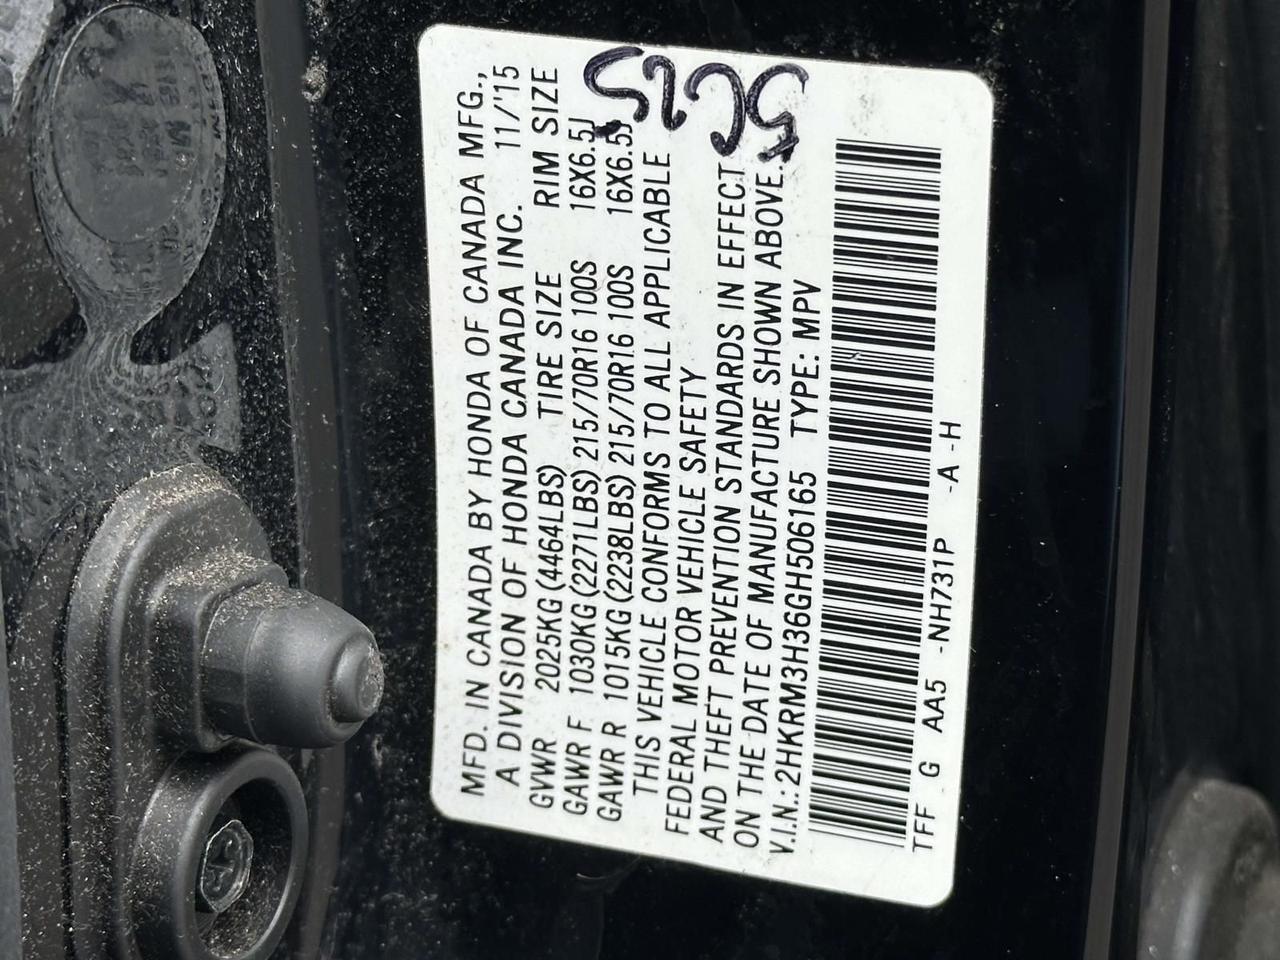 MFD. IN CANADA BY HONDA OF CANADA MFG.,
A DIVISION OF HONDA CANADA INC. 11/'15
GVWR 2025KG (4464LBS) TIRE SIZE RIM SIZE
GAWR F 1030KG (2271LBS) 215/70R16 100S 16X6.5J
GAWR R 1015KG (2238LBS) 215/70R16 100S 16X6.5J
THIS VEHICLE CONFORMS TO ALL APPLICABLE
FEDERAL MOTOR VEHICLE SAFETY
AND THEFT PREVENTION STANDARDS IN EFFECT
ON THE DATE OF MANUFACTURE SHOWN ABOVE.
V.I.N.:2HKRM3H36GH506165 TYPE: MPV
TFF G AA5 -NH731P -A -H